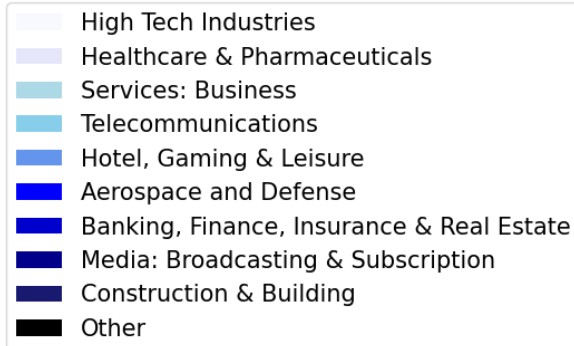 High Tech Industries
Healthcare & Pharmaceuticals
Services: Business
Telecommunications
Hotel, Gaming & Leisure
Aerospace and Defense
Banking, Finance, Insurance & Real Estate
Media: Broadcasting & Subscription
Construction & Building
Other